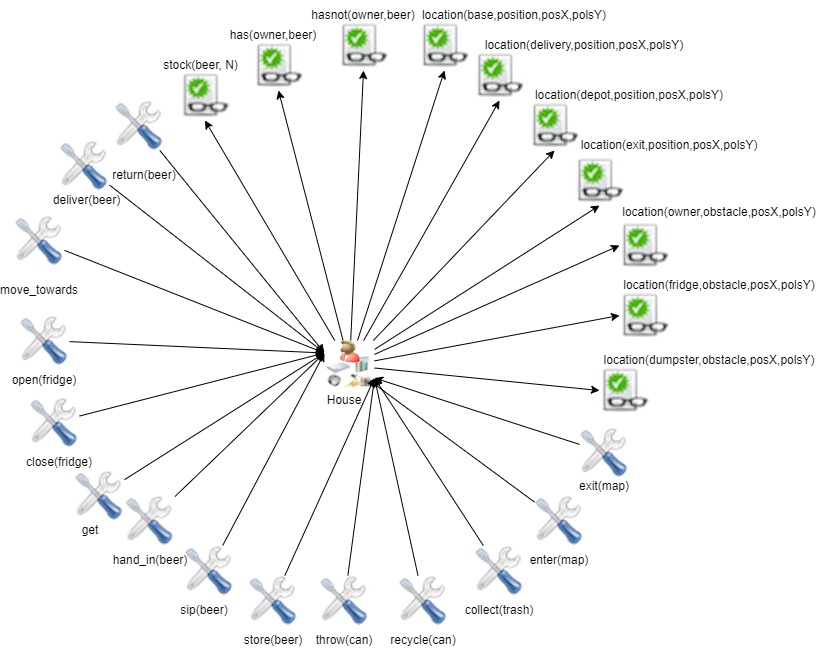 hasnot(owner,beer)
location(base,position,posX,polsY)
has(owner,beer)
location(delivery,position,posX,polsY)
stock(beer, N)
location(depot,position,posX,polsY)
location(exit,position,posX,polsY)
return(beer)
deliver(beer)
location(owner,obstacle,posX,polsY)
move_towards
location(fridge,obstacle,posX,polsY)
location(dumpster,obstacle,posX,polsY)
open(fridge)
House
close(fridge)
exit(map)
get
hand_in(beer)
enter(map)
sip(beer)
collect(trash)
store(beer)
throw(can)
recycle(can)